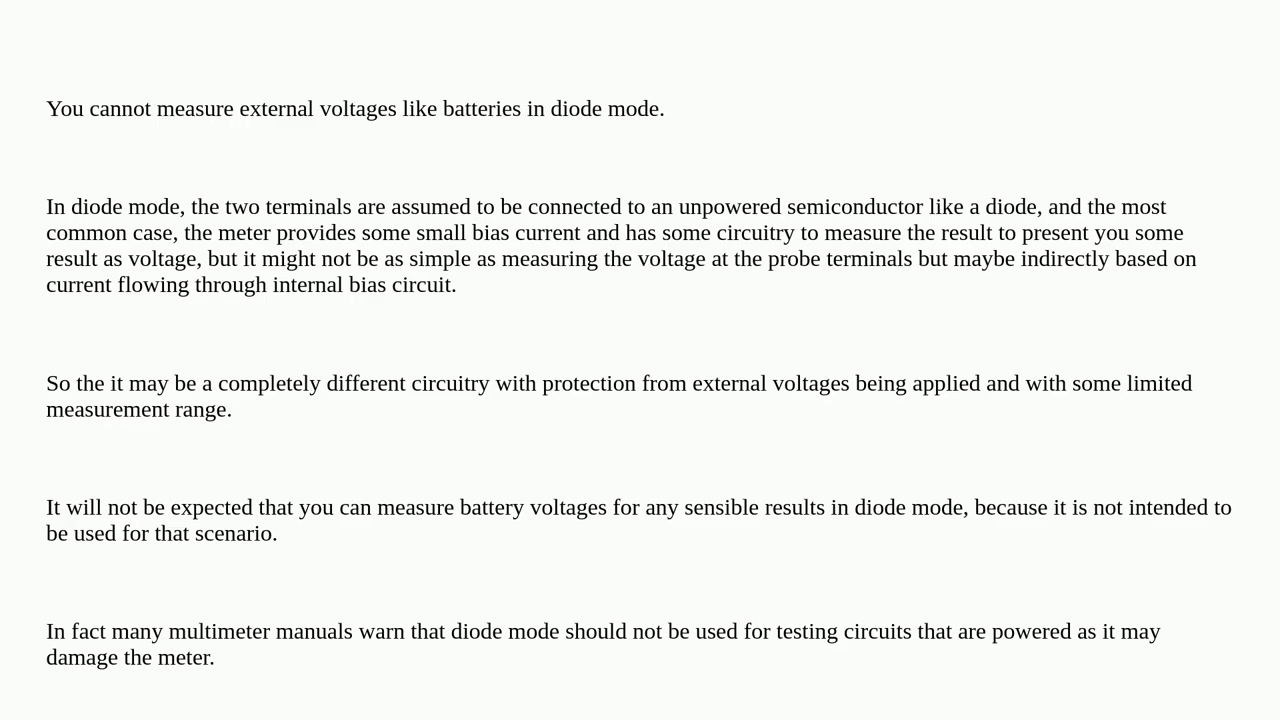 You cannot measure external voltages like batteries in diode mode.
In diode mode, the two terminals are assumed to be connected to an unpowered semiconductor like a diode, and the most
common case, the meter provides some small bias current and has some circuitry to measure the result to present you some
result as voltage, but it might not be as simple as measuring the voltage at the probe terminals but maybe indirectly based on
current flowing through internal bias circuit.
So the it may be a completely different circuitry with protection from external voltages being applied and with some limited
measurement range.
It will not be expected that you can measure battery voltages for any sensible results in diode mode, because it is not intended to
be used for that scenario.
In fact many multimeter manuals warn that diode mode should not be used for testing circuits that are powered as it may
damage the meter.